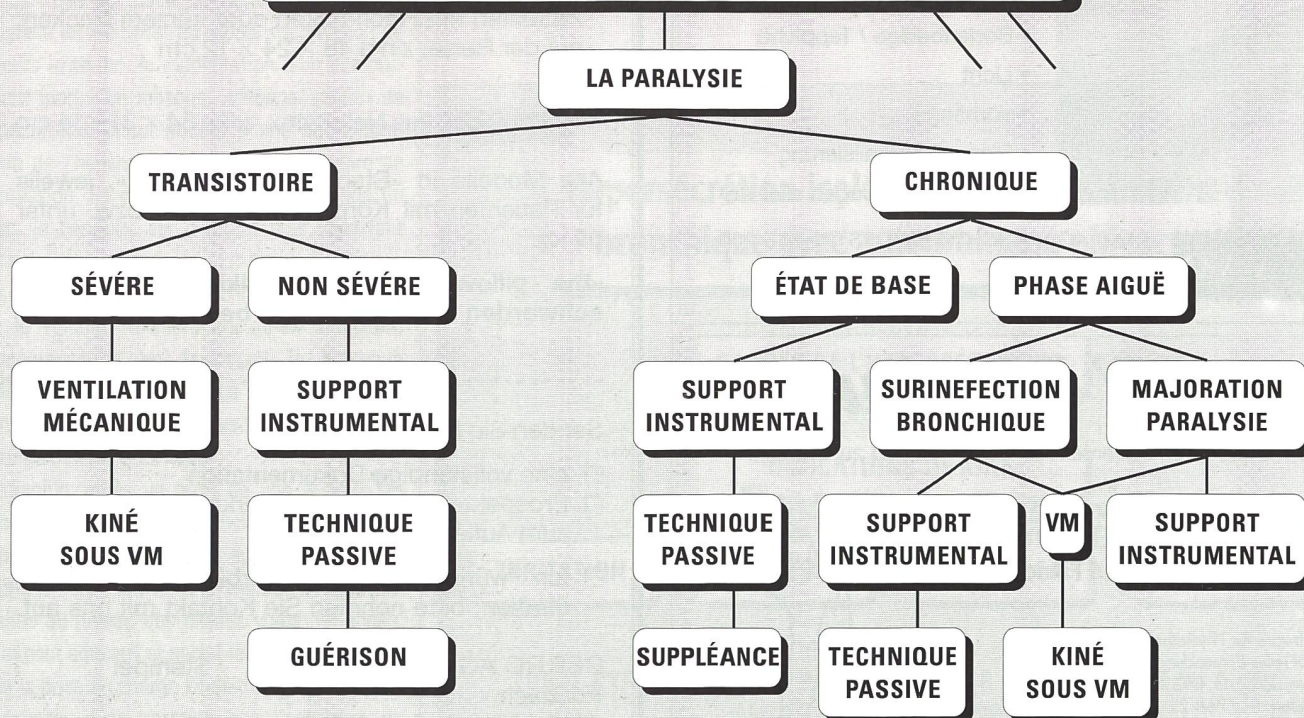 LA PARALYSIE
TRANSISTOIRE
CHRONIQUE
SÉVÉRE
NON SÉVÉRE
ÉTAT DE BASE
PHASE AIGUË
VENTILATION
MÉCANIQUE
SUPPORT
INSTRUMENTAL
SUPPORT
INSTRUMENTAL
SURINEFECTION
BRONCHIQUE
MAJORATION
PARALYSIE
KINÉ
SOUS VM
TECHNIQUE
PASSIVE
TECHNIQUE
PASSIVE
SUPPORT
INSTRUMENTAL
VM
SUPPORT
INSTRUMENTAL
GUÉRISON
SUPPLÉANCE
TECHNIQUE
PASSIVE
KINÉ
SOUS VM